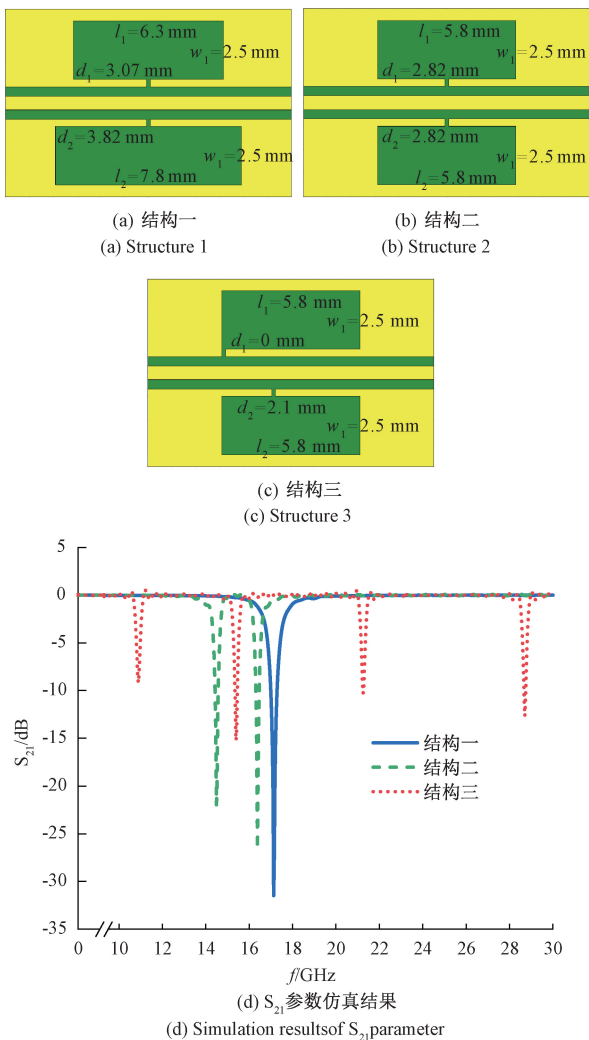 l₁=6.3 mm
w₁=2.5 mm
d₁=3.07 mm
d₂=3.82 mm
w₁=2.5 mm
l₂=7.8 mm
(a) 结构一
(a) Structure 1
l₁=5.8 mm
w₁=2.5 mm
d₁=2.82 mm
d₂=2.82 mm
w₁=2.5 mm
l₂=5.8 mm
(b) 结构二
(b) Structure 2
l₁=5.8 mm
w₁=2.5 mm
d₁=0 mm
d₂=2.1 mm
w₁=2.5 mm
l₂=5.8 mm
(c) 结构三
(c) Structure 3
5
0
-5
-10
-15
-20
-25
-30
-35
S₂₁/dB
结构一
结构二
结构三
0 10 12 14 16 18 20 22 24 26 28 30
f/GHz
(d) S₂₁参数仿真结果
(d) Simulation resultsof S₂₁parameter